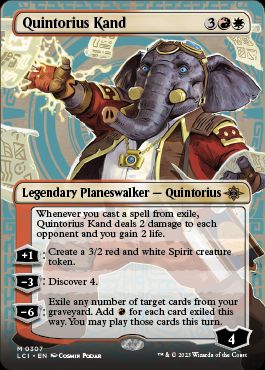 Quintorius Kand 3
Legendary Planeswalker — Quintorius
Whenever you cast a spell from exile,
Quintorius Kand deals 2 damage to each
opponent and you gain 2 life.
+1: Create a 3/2 red and white Spirit creature
token.
−3: Discover 4.
Exile any number of target cards from your
−6: graveyard. Add for each card exiled this
way. You may play those cards this turn.
4
M 0307
LCI • EN Cosmin Podar
™ & © 2023 Wizards of the Coast